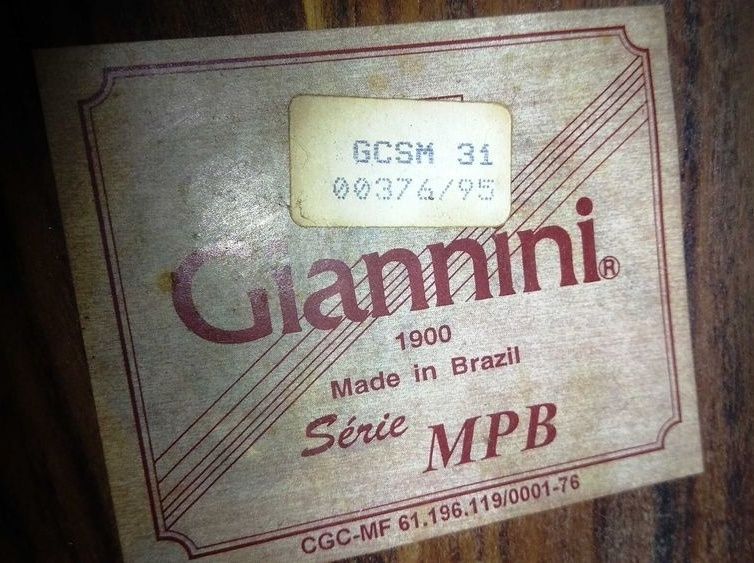 GCSM 31
00376/95
Giannini®
1900
Made in Brazil
Série MPB
CGC-MF 61.196.119/0001-76